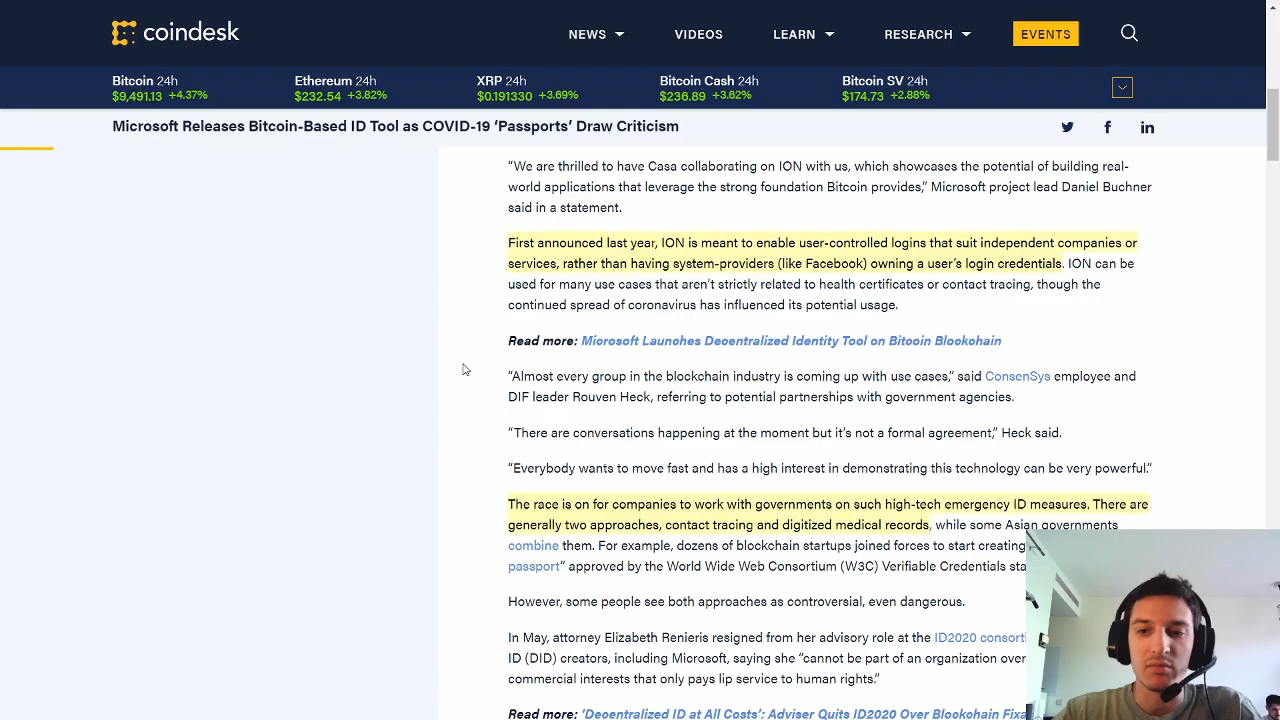 coindesk
NEWS
VIDEOS
LEARN
RESEARCH
EVENTS
Bitcoin 24h
$9,491.13 +4.37%
Ethereum 24h
$232.54 +3.82%
XRP 24h
$0.191330 +3.69%
Bitcoin Cash 24h
$236.89 +3.62%
Bitcoin SV 24h
$174.73 +2.88%
Microsoft Releases Bitcoin-Based ID Tool as COVID-19 ‘Passports’ Draw Criticism
“We are thrilled to have Casa collaborating on ION with us, which showcases the potential of building real-
world applications that leverage the strong foundation Bitcoin provides,” Microsoft project lead Daniel Buchner
said in a statement.
First announced last year, ION is meant to enable user-controlled logins that suit independent companies or
services, rather than having system-providers (like Facebook) owning a user’s login credentials. ION can be
used for many use cases that aren’t strictly related to health certificates or contact tracing, though the
continued spread of coronavirus has influenced its potential usage.
Read more: Microsoft Launches Decentralized Identity Tool on Bitcoin Blockchain
“Almost every group in the blockchain industry is coming up with use cases,” said ConsenSys employee and
DIF leader Rouven Heck, referring to potential partnerships with government agencies.
“There are conversations happening at the moment but it’s not a formal agreement,” Heck said.
“Everybody wants to move fast and has a high interest in demonstrating this technology can be very powerful.”
The race is on for companies to work with governments on such high-tech emergency ID measures. There are
generally two approaches, contact tracing and digitized medical records, while some Asian governments
combine them. For example, dozens of blockchain startups joined forces to start creating
passport” approved by the World Wide Web Consortium (W3C) Verifiable Credentials sta
However, some people see both approaches as controversial, even dangerous.
In May, attorney Elizabeth Renieris resigned from her advisory role at the ID2020 consorti
ID (DID) creators, including Microsoft, saying she “cannot be part of an organization over
commercial interests that only pays lip service to human rights.”
Read more: ‘Decentralized ID at All Costs’: Adviser Quits ID2020 Over Blockchain Fixa